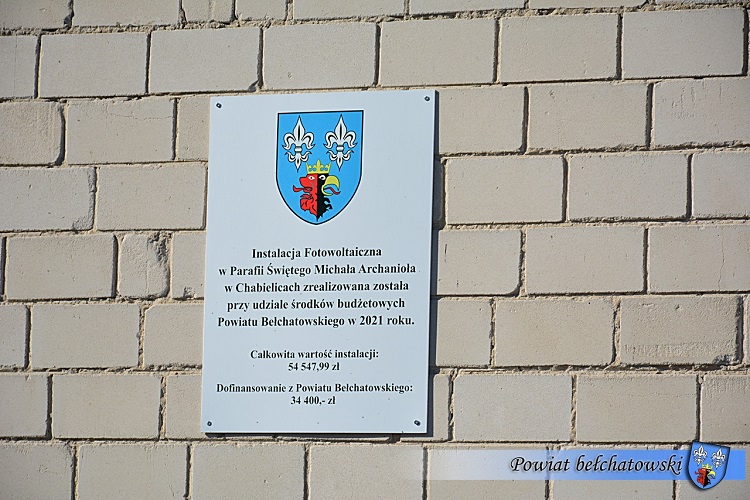 Instalacja Fotowoltaiczna
w Parafii Świętego Michała Archanioła
w Chabielicach zrealizowana została
przy udziale środków budżetowych
Powiatu Bełchatowskiego w 2021 roku.
Całkowita wartość instalacji:
54 547,99 zł
Dofinansowanie z Powiatu Bełchatowskiego:
34 400,- zł
Powiat bełchatowski